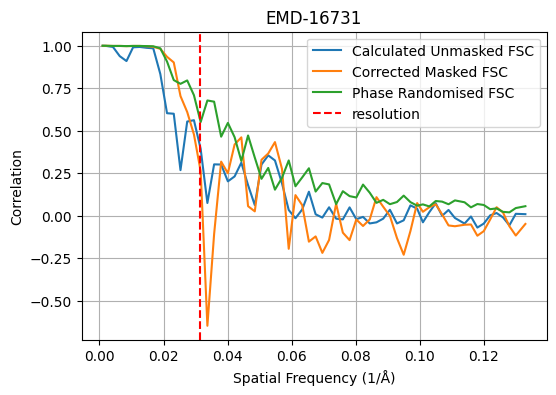 EMD-16731
Calculated Unmasked FSC
Corrected Masked FSC
Phase Randomised FSC
resolution
Correlation
1.00
0.75
0.50
0.25
0.00
−0.25
−0.50
0.00 0.02 0.04 0.06 0.08 0.10 0.12
Spatial Frequency (1/Å)